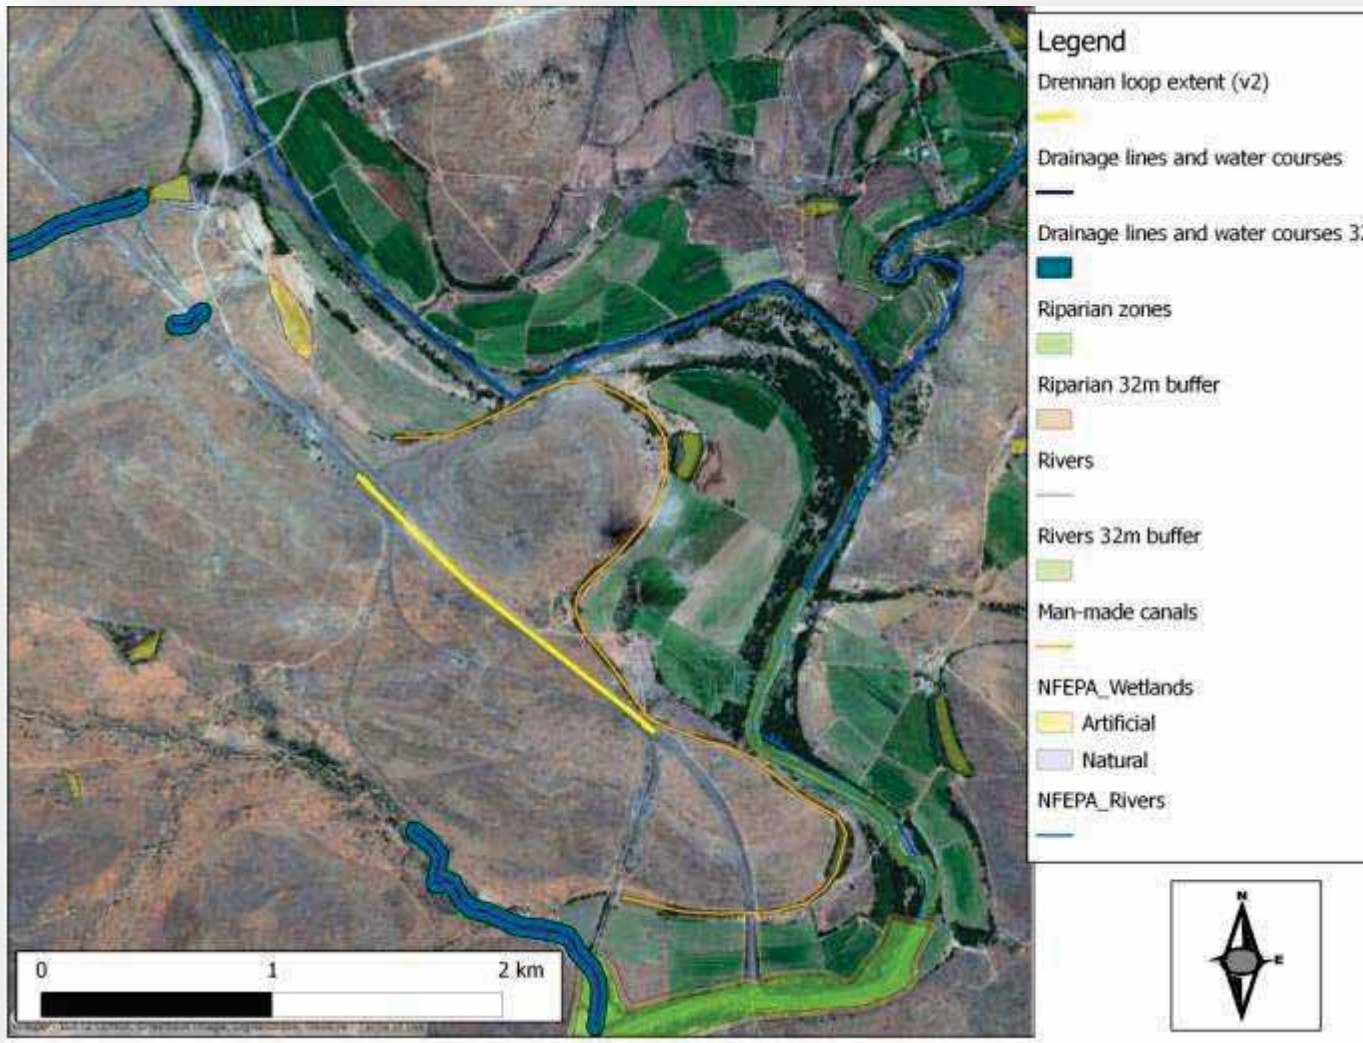 Legend
Drennan loop extent (v2)
Drainage lines and water courses
Drainage lines and water courses 32
Riparian zones
Riparian 32m buffer
Rivers
Rivers 32m buffer
Man-made canals
NFEPA_Wetlands
Artificial
Natural
NFEPA_Rivers
N
E
0 1 2 km